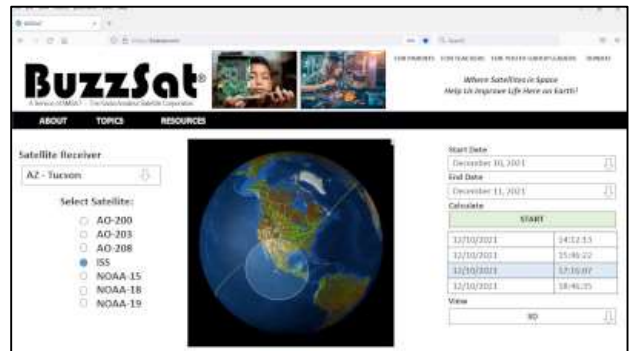 BuzzSat®
Where Satellites in Space
Help Us Improve Life Here on Earth!
ABOUT TOPICS RESOURCES
Satellite Receiver
AZ - Tucson
Select Satellite:
AO-200
AO-203
AO-208
ISS
NOAA-15
NOAA-18
NOAA-19
Start Date
December 10, 2021
End Date
December 11, 2021
Calculate
START
12/10/2021 14:12:13
12/10/2021 15:46:22
12/10/2021
12/10/2021 18:46:35
View
3D